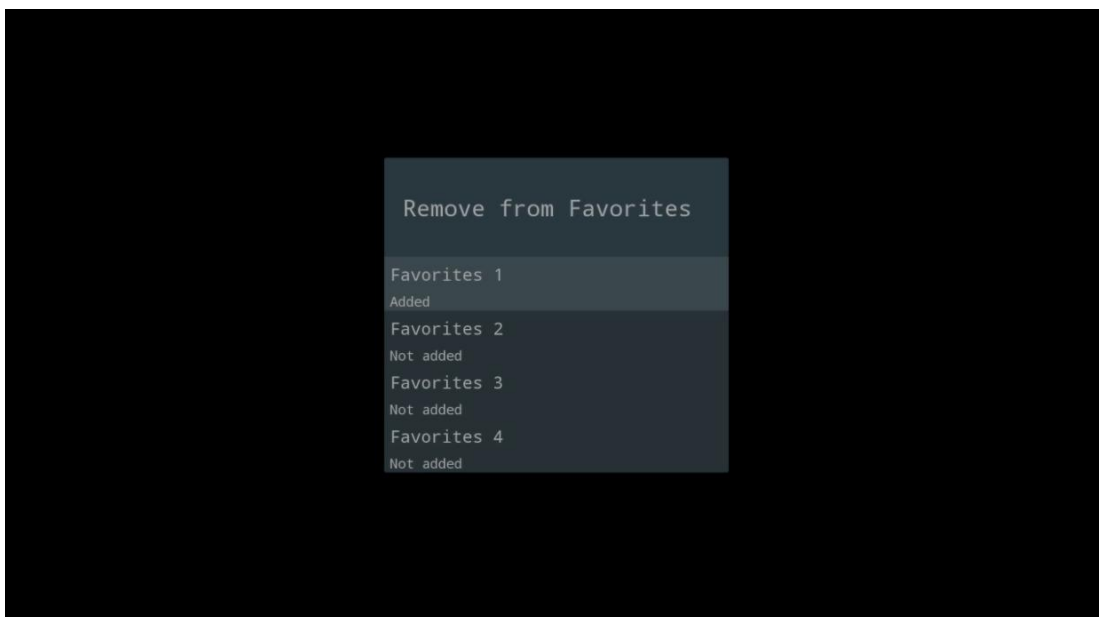 Remove from Favorites
Favorites 1
Added
Favorites 2
Not added
Favorites 3
Not added
Favorites 4
Not added